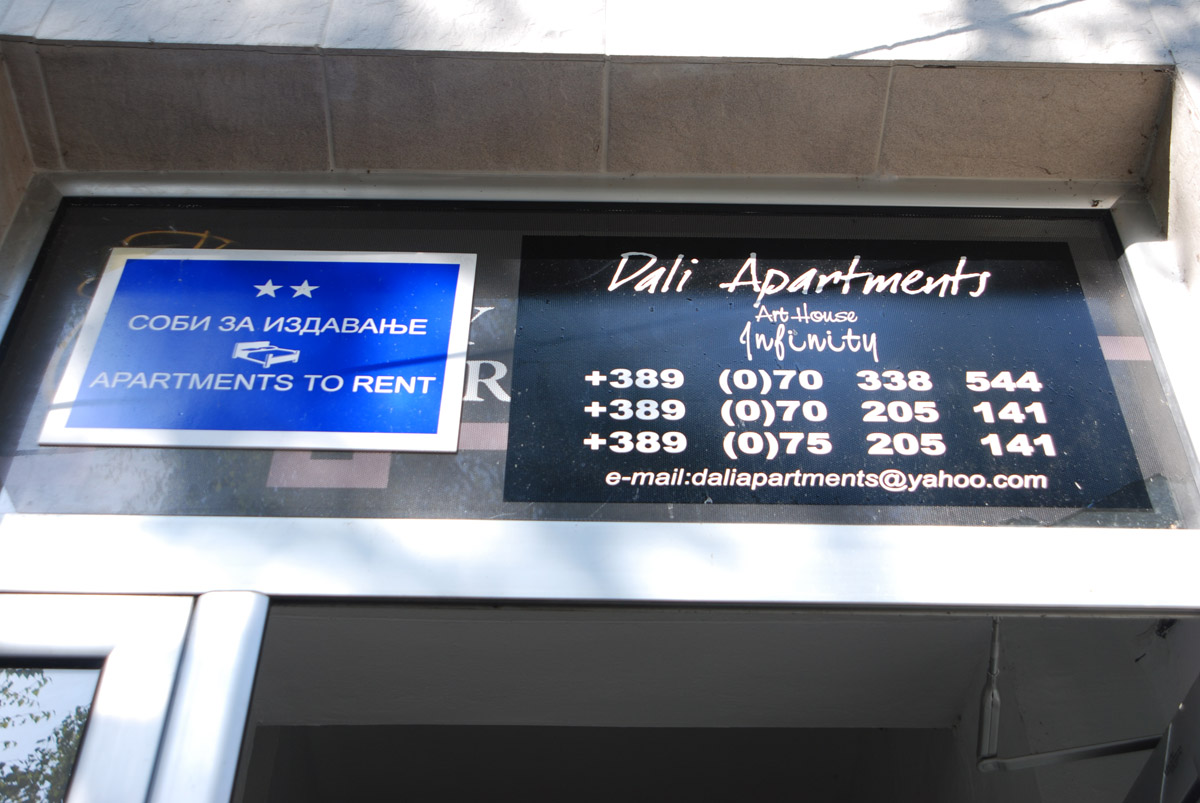 СОБИ ЗА ИЗДАВАЊЕ
APARTMENTS TO RENT
Dali Apartments
Art House
Infinity
+389 (0)70 338 544
+389 (0)70 205 141
+389 (0)75 205 141
e-mail:daliapartments@yahoo.com